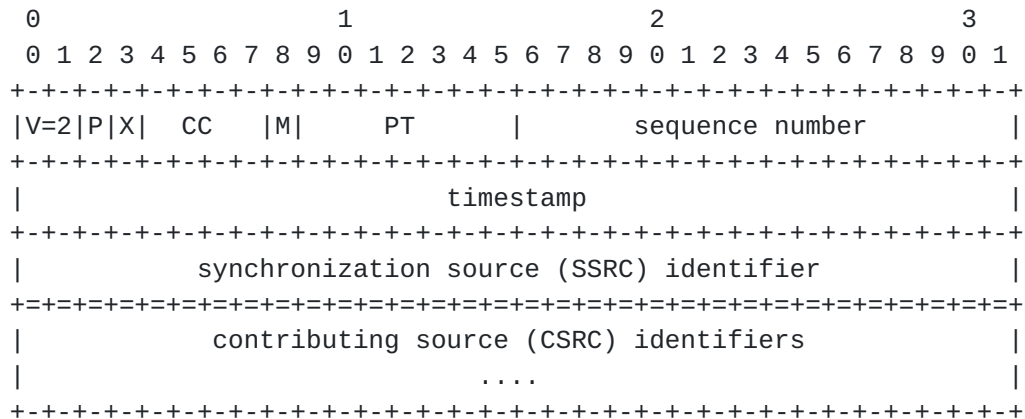 0                   1                   2                   3
 0 1 2 3 4 5 6 7 8 9 0 1 2 3 4 5 6 7 8 9 0 1 2 3 4 5 6 7 8 9 0 1
+-+-+-+-+-+-+-+-+-+-+-+-+-+-+-+-+-+-+-+-+-+-+-+-+-+-+-+-+-+-+-+-+
|V=2|P|X|  CC   |M|     PT      |       sequence number         |
+-+-+-+-+-+-+-+-+-+-+-+-+-+-+-+-+-+-+-+-+-+-+-+-+-+-+-+-+-+-+-+-+
|                           timestamp                           |
+-+-+-+-+-+-+-+-+-+-+-+-+-+-+-+-+-+-+-+-+-+-+-+-+-+-+-+-+-+-+-+-+
|           synchronization source (SSRC) identifier            |
+=+=+=+=+=+=+=+=+=+=+=+=+=+=+=+=+=+=+=+=+=+=+=+=+=+=+=+=+=+=+=+=+
|            contributing source (CSRC) identifiers             |
|                             ....                              |
+-+-+-+-+-+-+-+-+-+-+-+-+-+-+-+-+-+-+-+-+-+-+-+-+-+-+-+-+-+-+-+-+